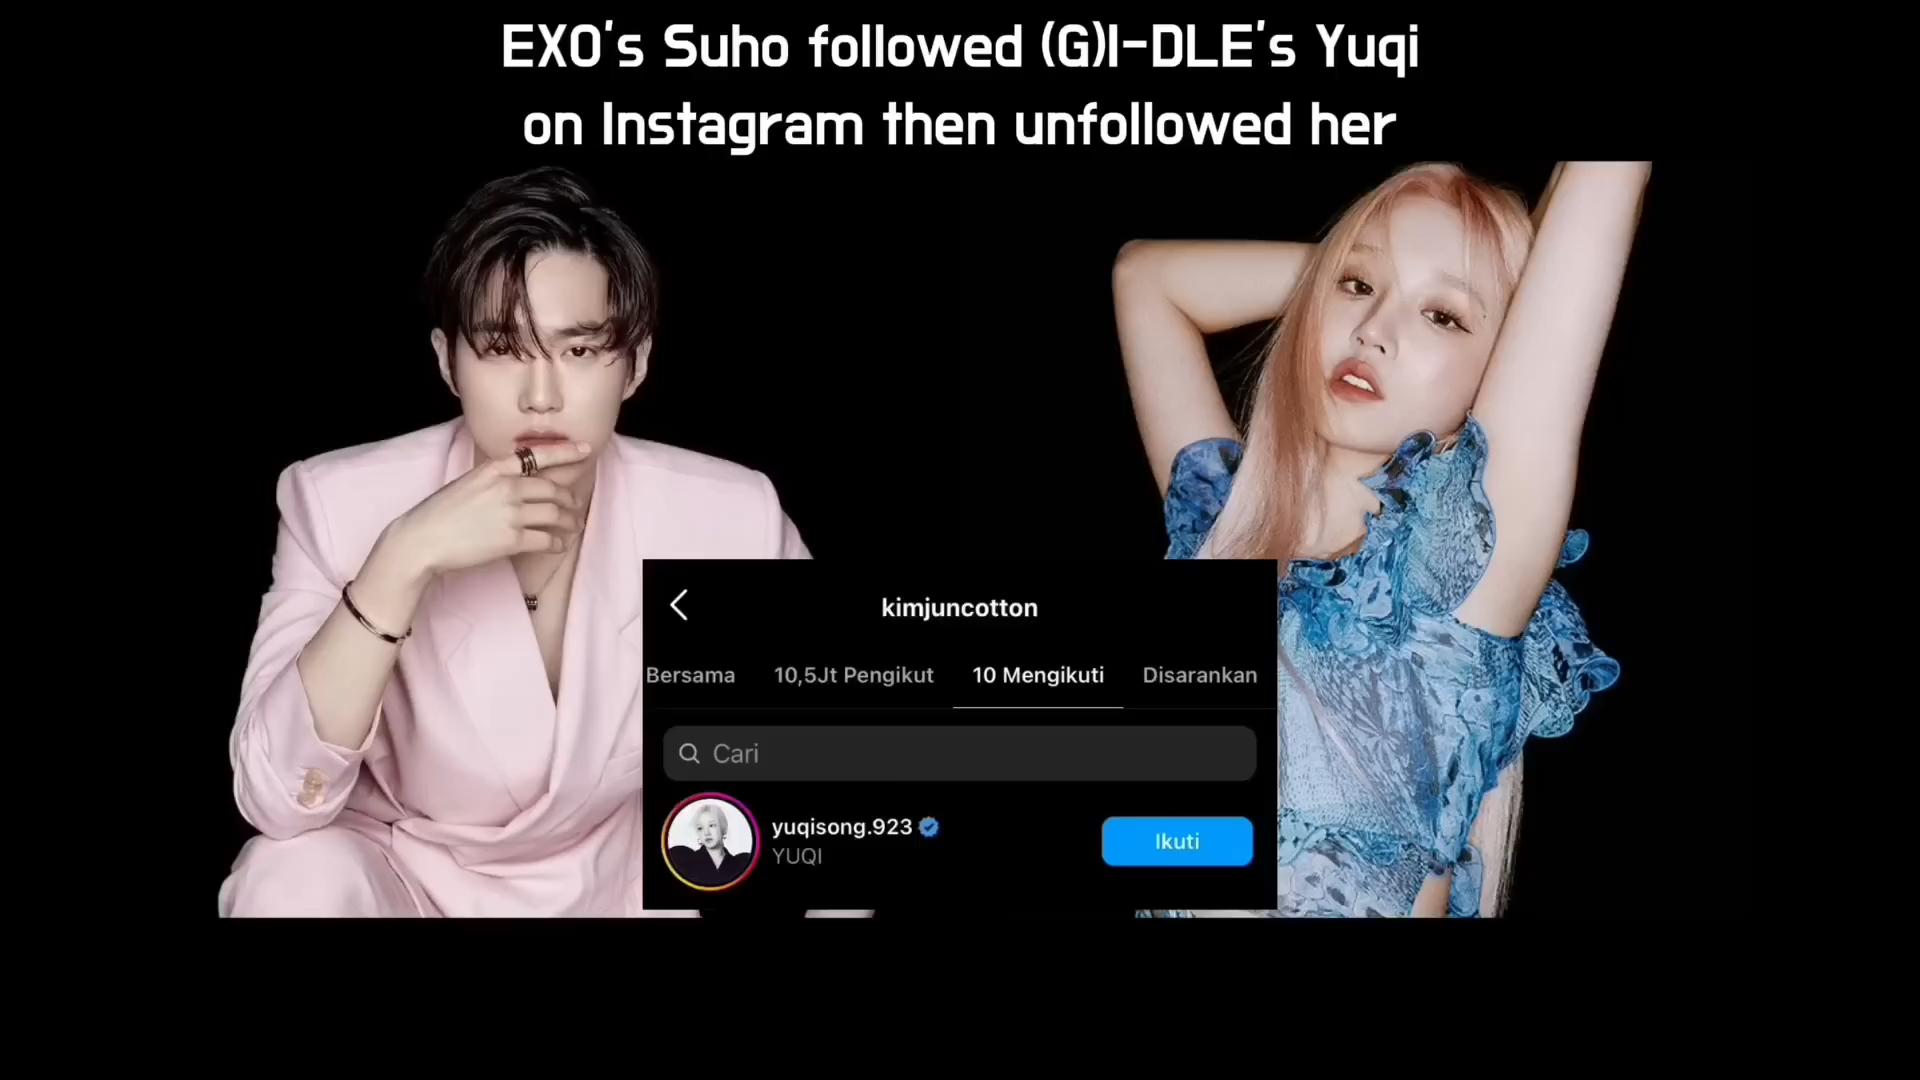 EXO's Suho followed (G)I-DLE's Yuqi
on Instagram then unfollowed her
kimjuncotton
Bersama 10,5Jt Pengikut 10 Mengikuti Disarankan
Cari
yuqisong.923
YUQI
Ikuti